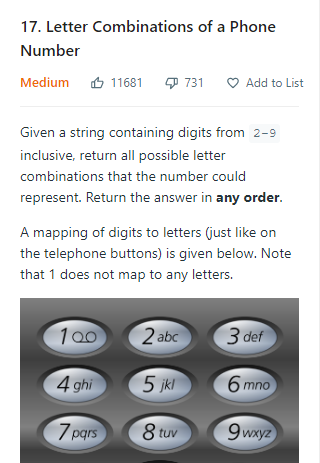 17. Letter Combinations of a Phone
Number
Medium 11681 731 Add to List
Given a string containing digits from 2-9
inclusive, return all possible letter
combinations that the number could
represent. Return the answer in any order.
A mapping of digits to letters (just like on
the telephone buttons) is given below. Note
that 1 does not map to any letters.
1 2 abc 3 def
4 ghi 5 jkl 6 mno
7 pqrs 8 tuv 9 wxyz